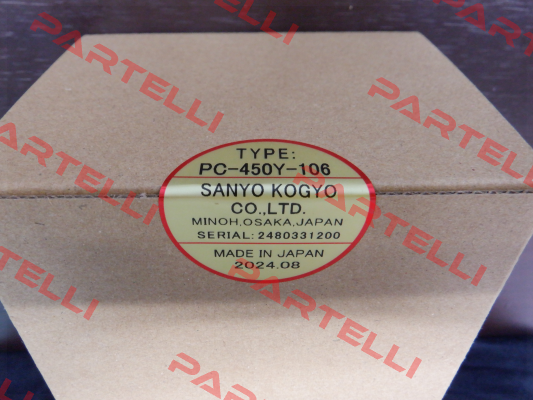 PARTELLI
PARTELLI
PARTELLI
TYPE:
PC-450Y-106
SANYO KOGYO
CO.,LTD.
MINOH,OSAKA,JAPAN
SERIAL: 2480331200
MADE IN JAPAN
2024.08
PARTELLI
PARTELLI
PARTELLI